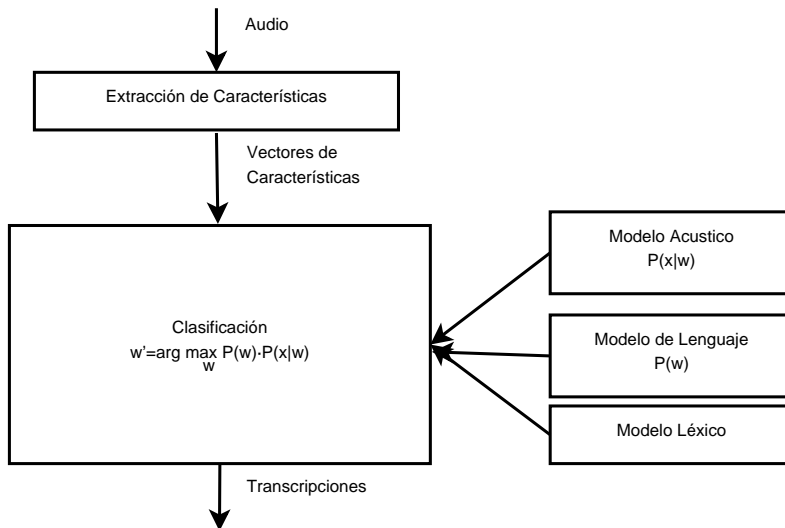 Audio
Extracción de Características
Vectores de
Características
Modelo Acustico
P(x|w)
Clasificación
w'=arg max P(w)·P(x|w)
w
Modelo de Lenguaje
P(w)
Modelo Léxico
Transcripciones